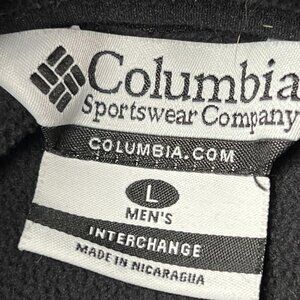 Columbia
Sportswear Company
COLUMBIA.COM
L
MEN'S
INTERCHANGE
MADE IN NICARAGUA